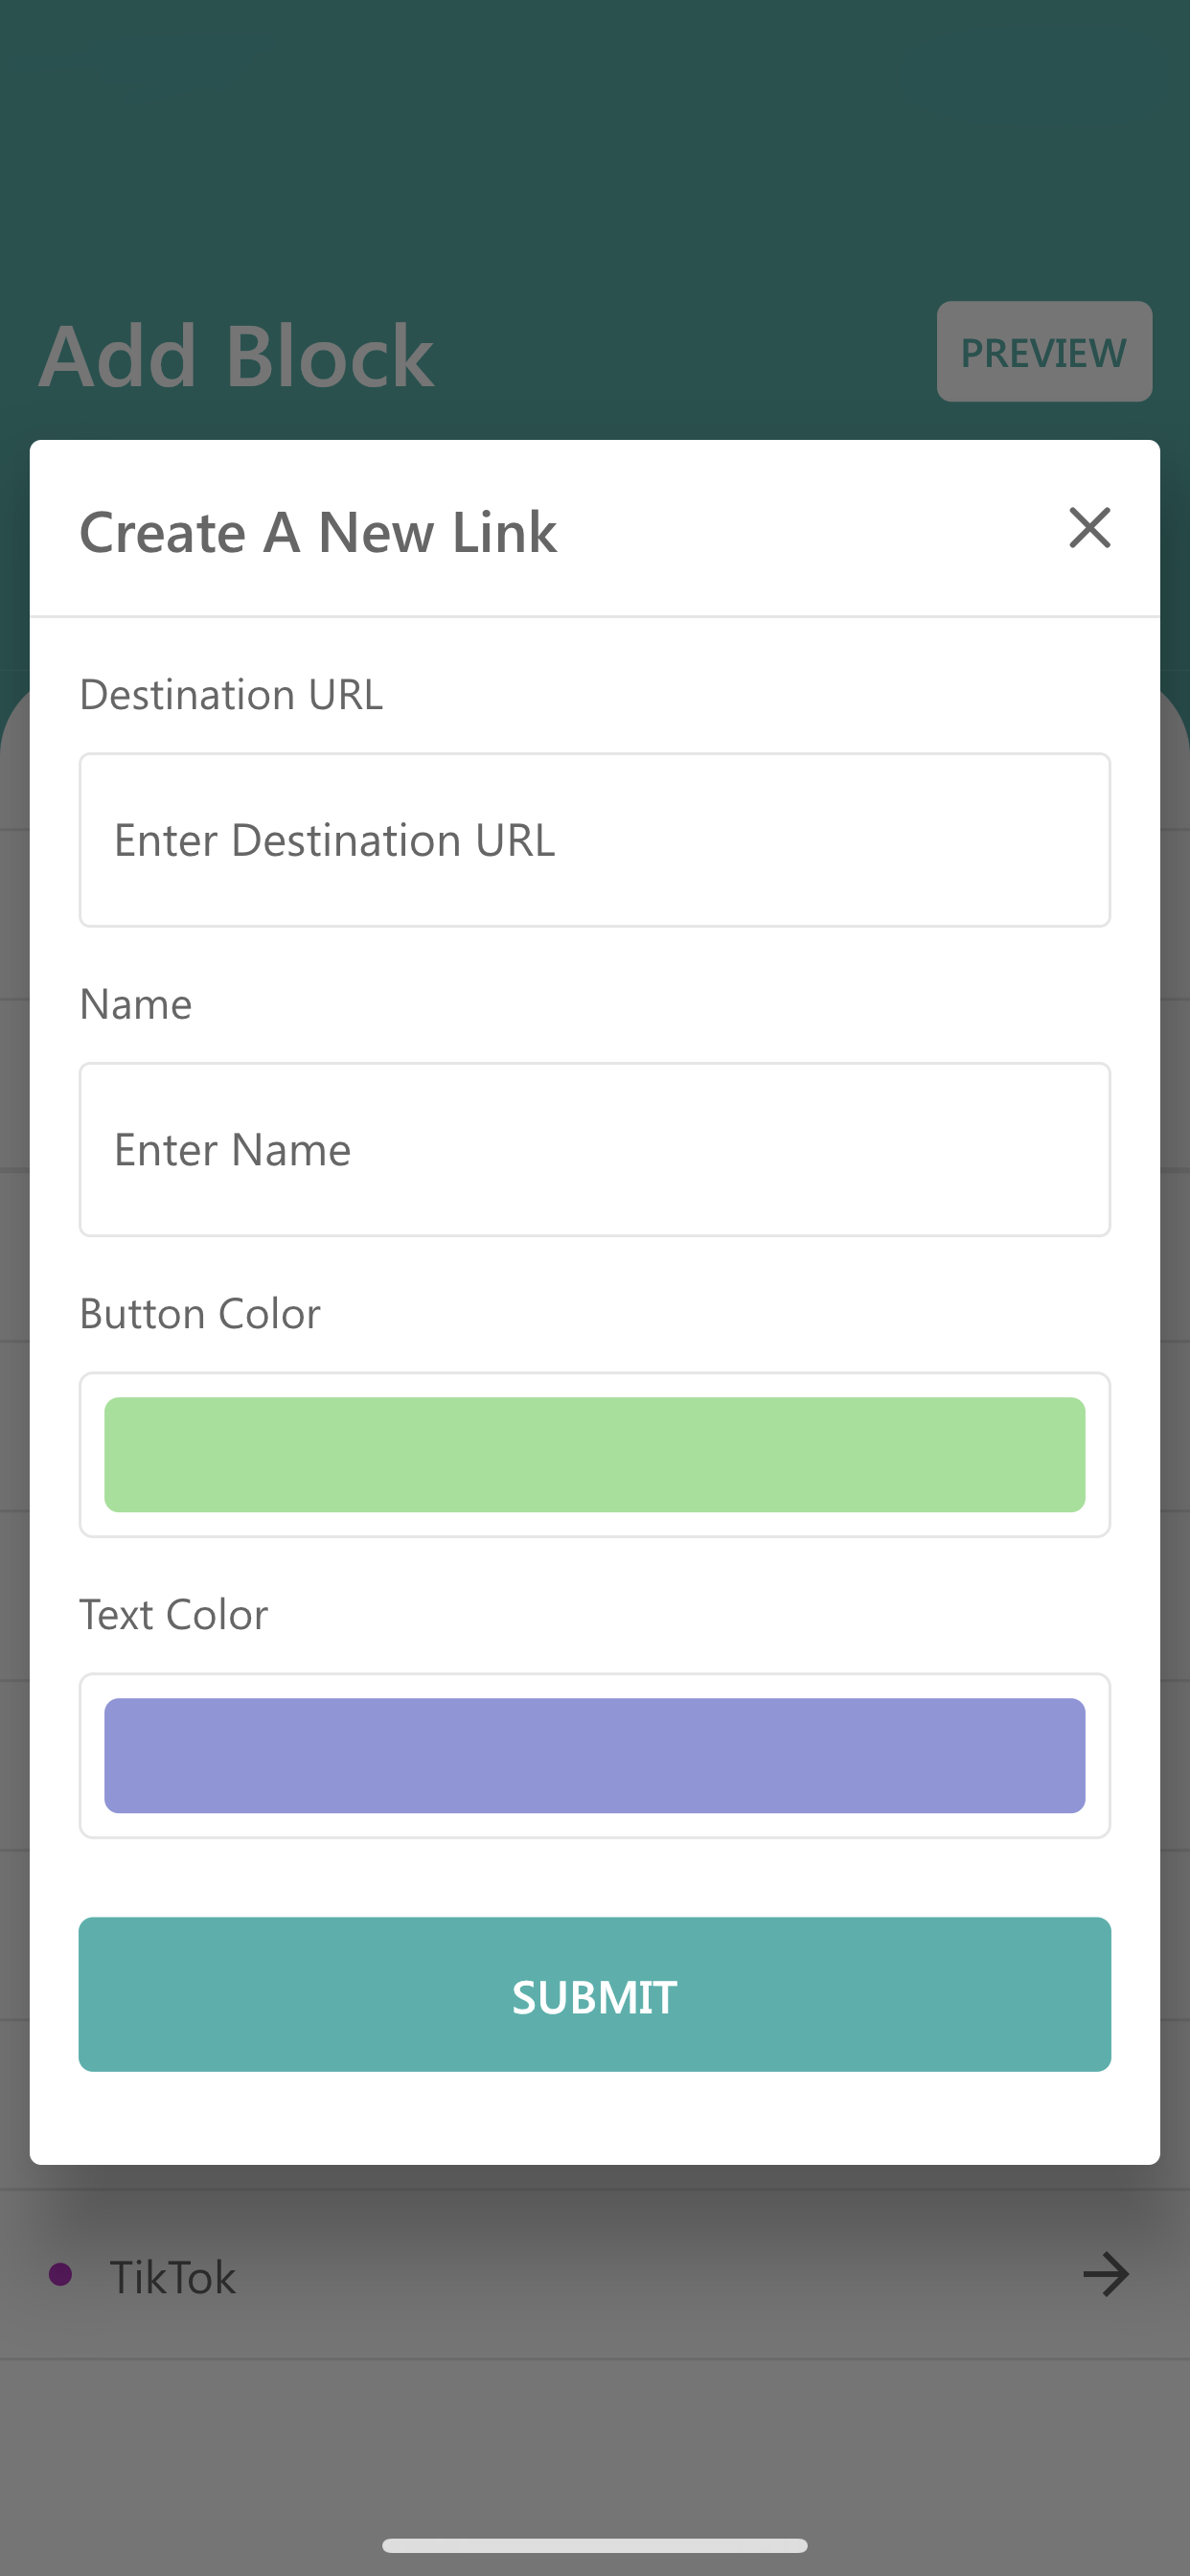 Add Block
PREVIEW
Create A New Link
Destination URL
Enter Destination URL
Name
Enter Name
Button Color
Text Color
SUBMIT
TikTok